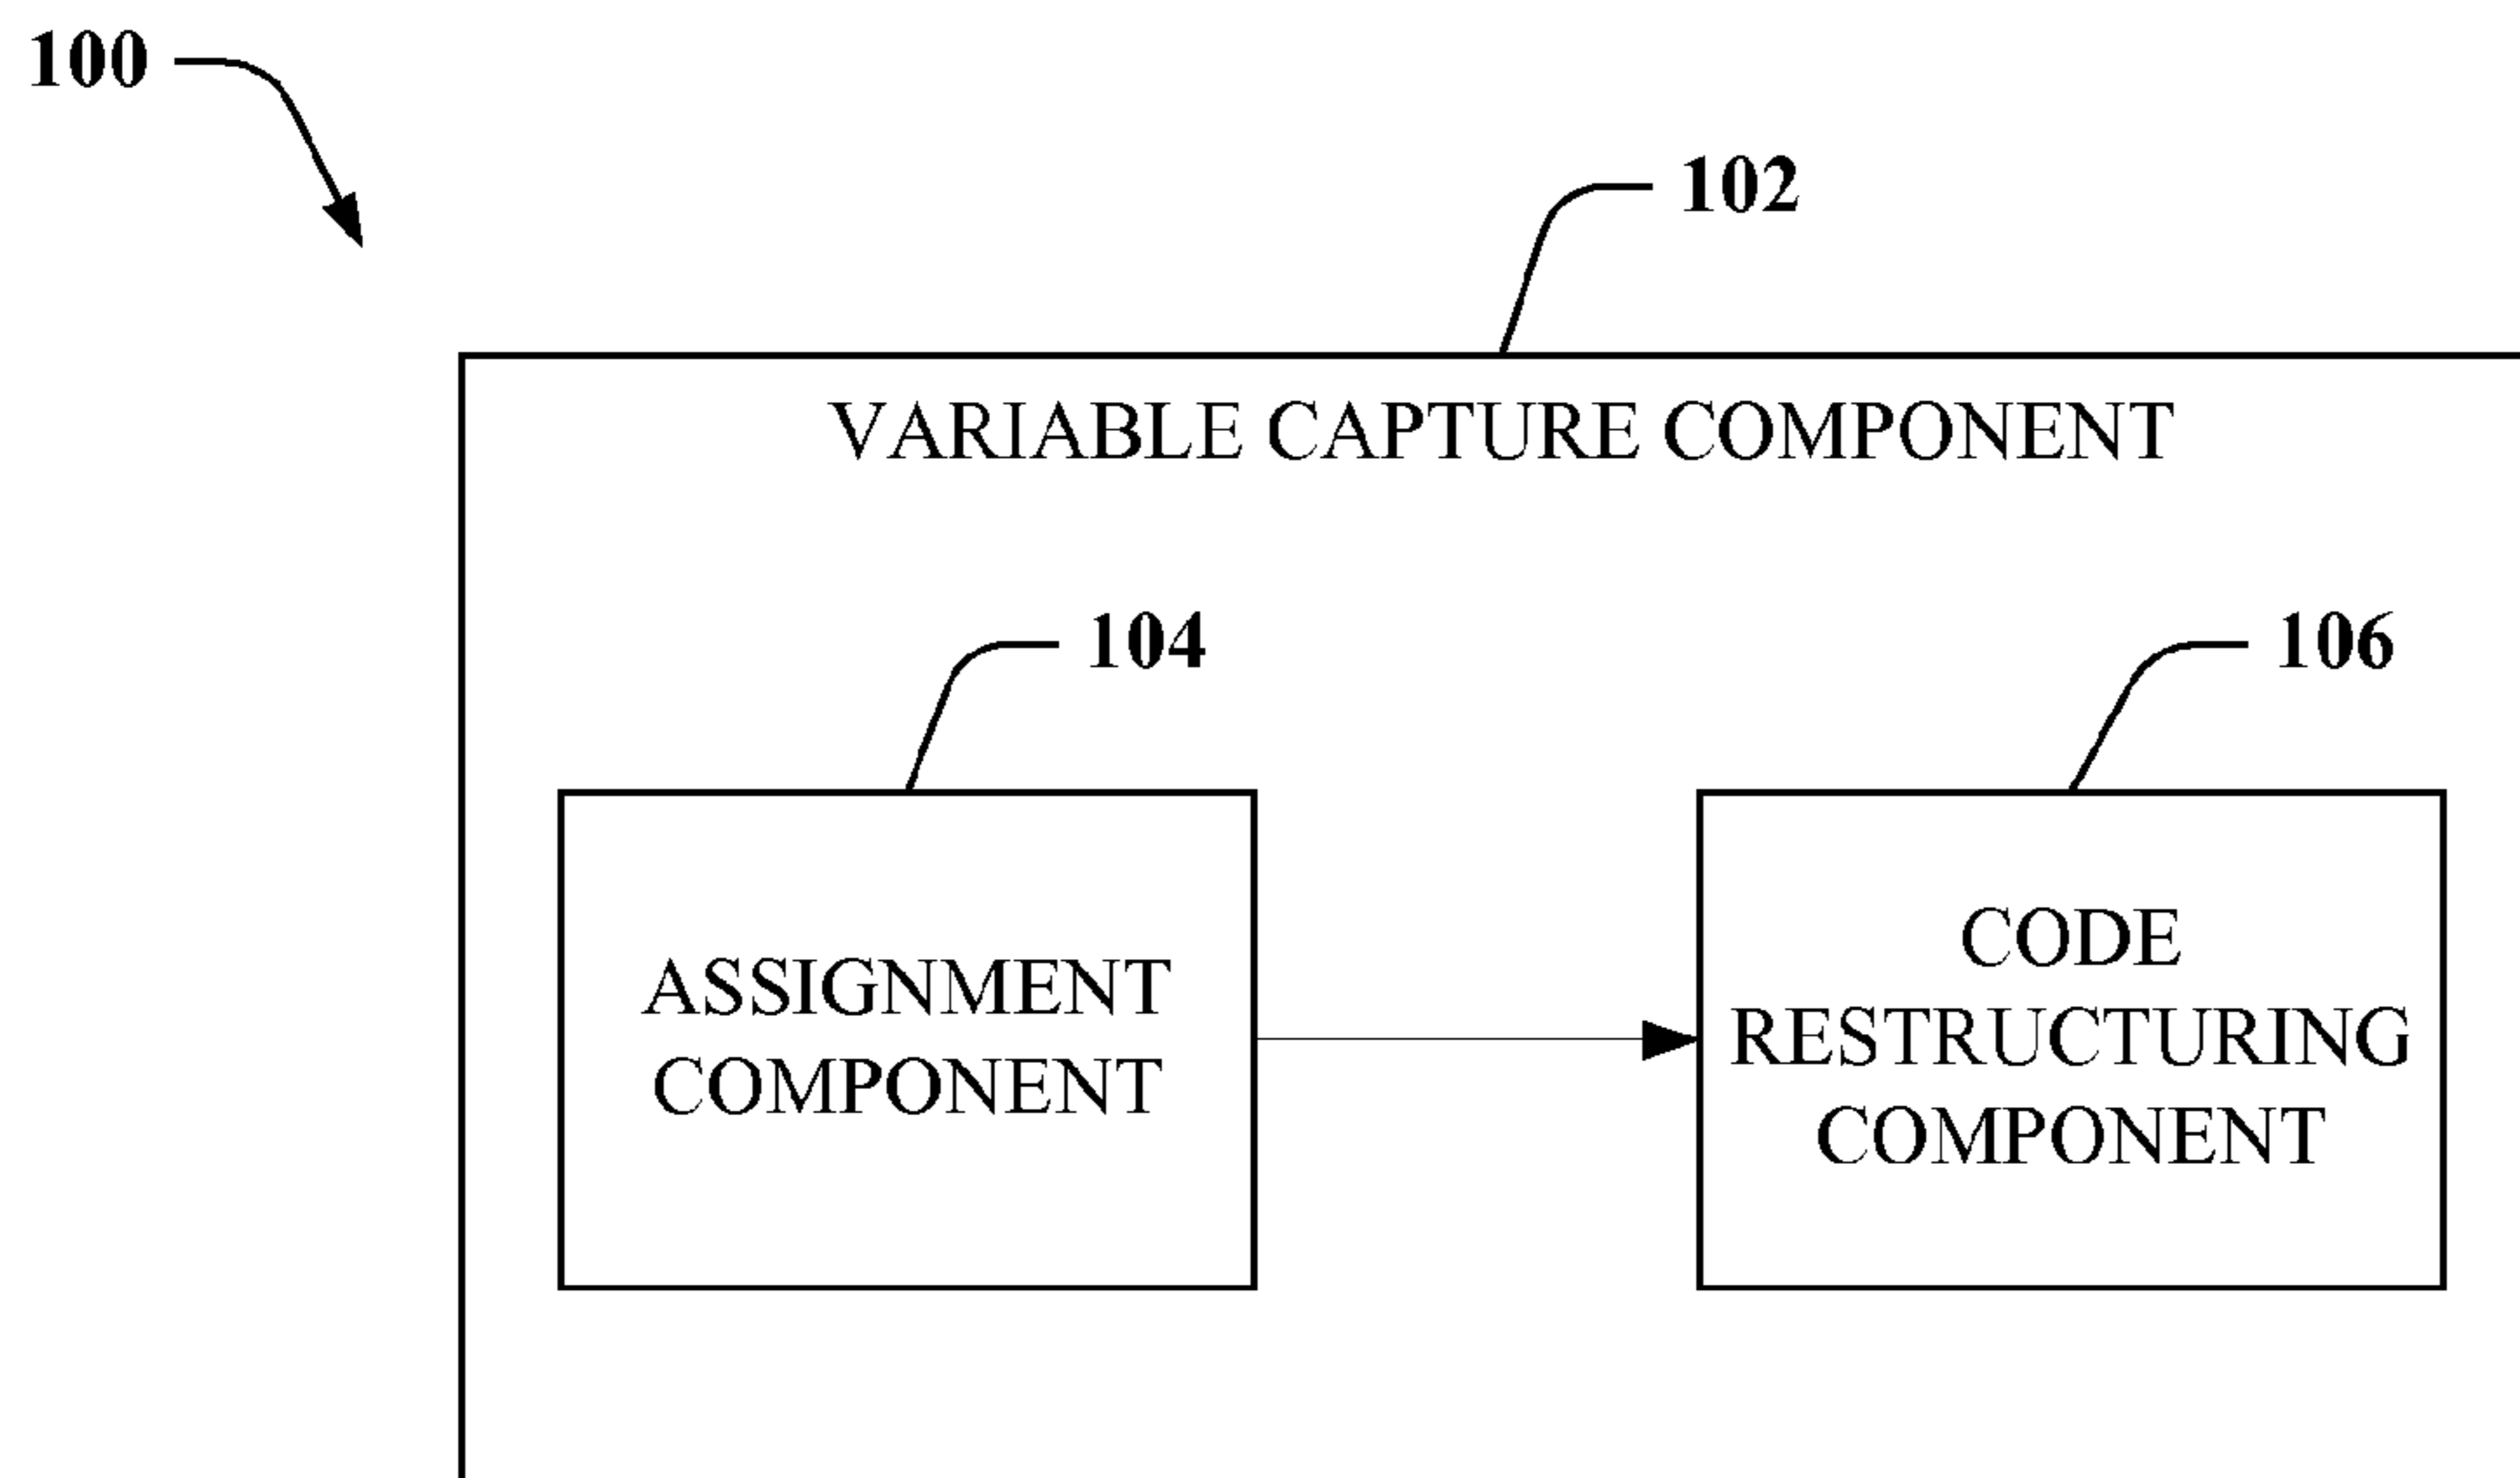 100
102
VARIABLE CAPTURE COMPONENT
104
106
ASSIGNMENT
COMPONENT
CODE
RESTRUCTURING
COMPONENT